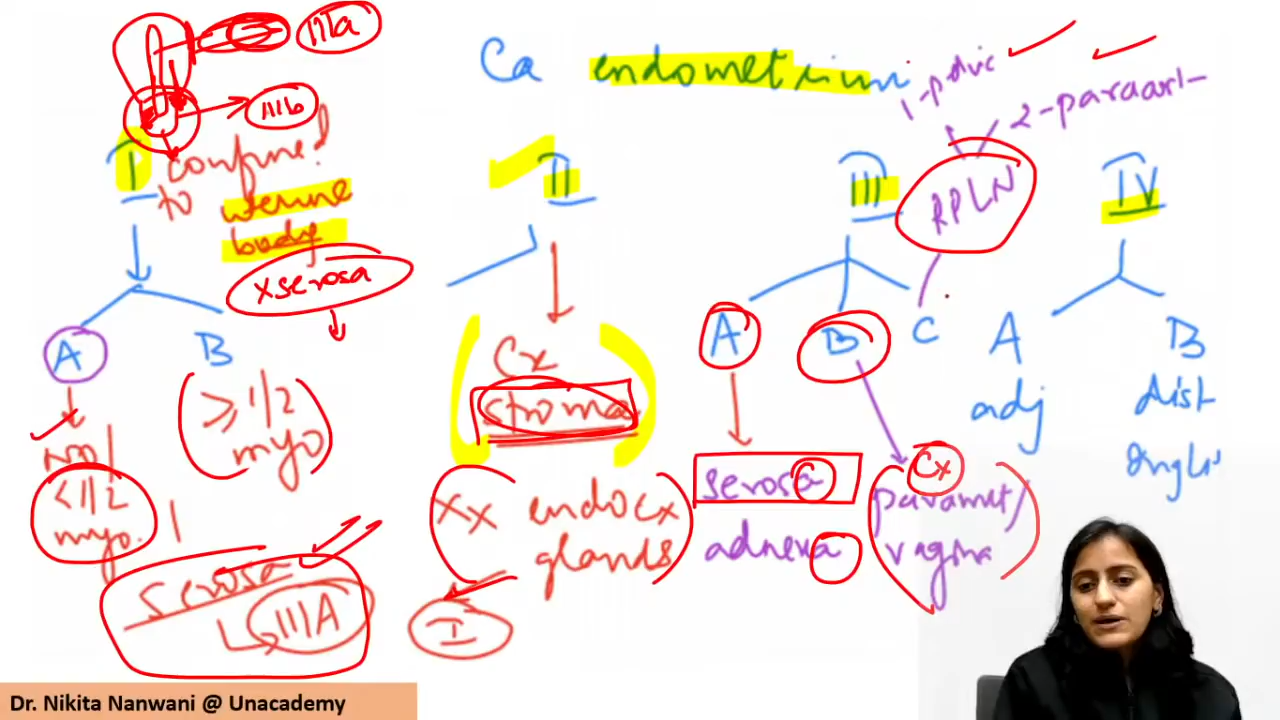 IIIa
Ca endometrium
1-pelvic
2-paraaort-
IIIb
I
confined
to uterine
body
II
III
RPLN
IV
xserosa
A
B
Cx
stroma
A
B
C
A
B
no/
<1/2
myo.
≥1/2
myo
adj
dist
xx endocx
glands
serosa
adnexa
Cx
paramet/
vagina
serosa
IIIA
I
Dr. Nikita Nanwani @ Unacademy